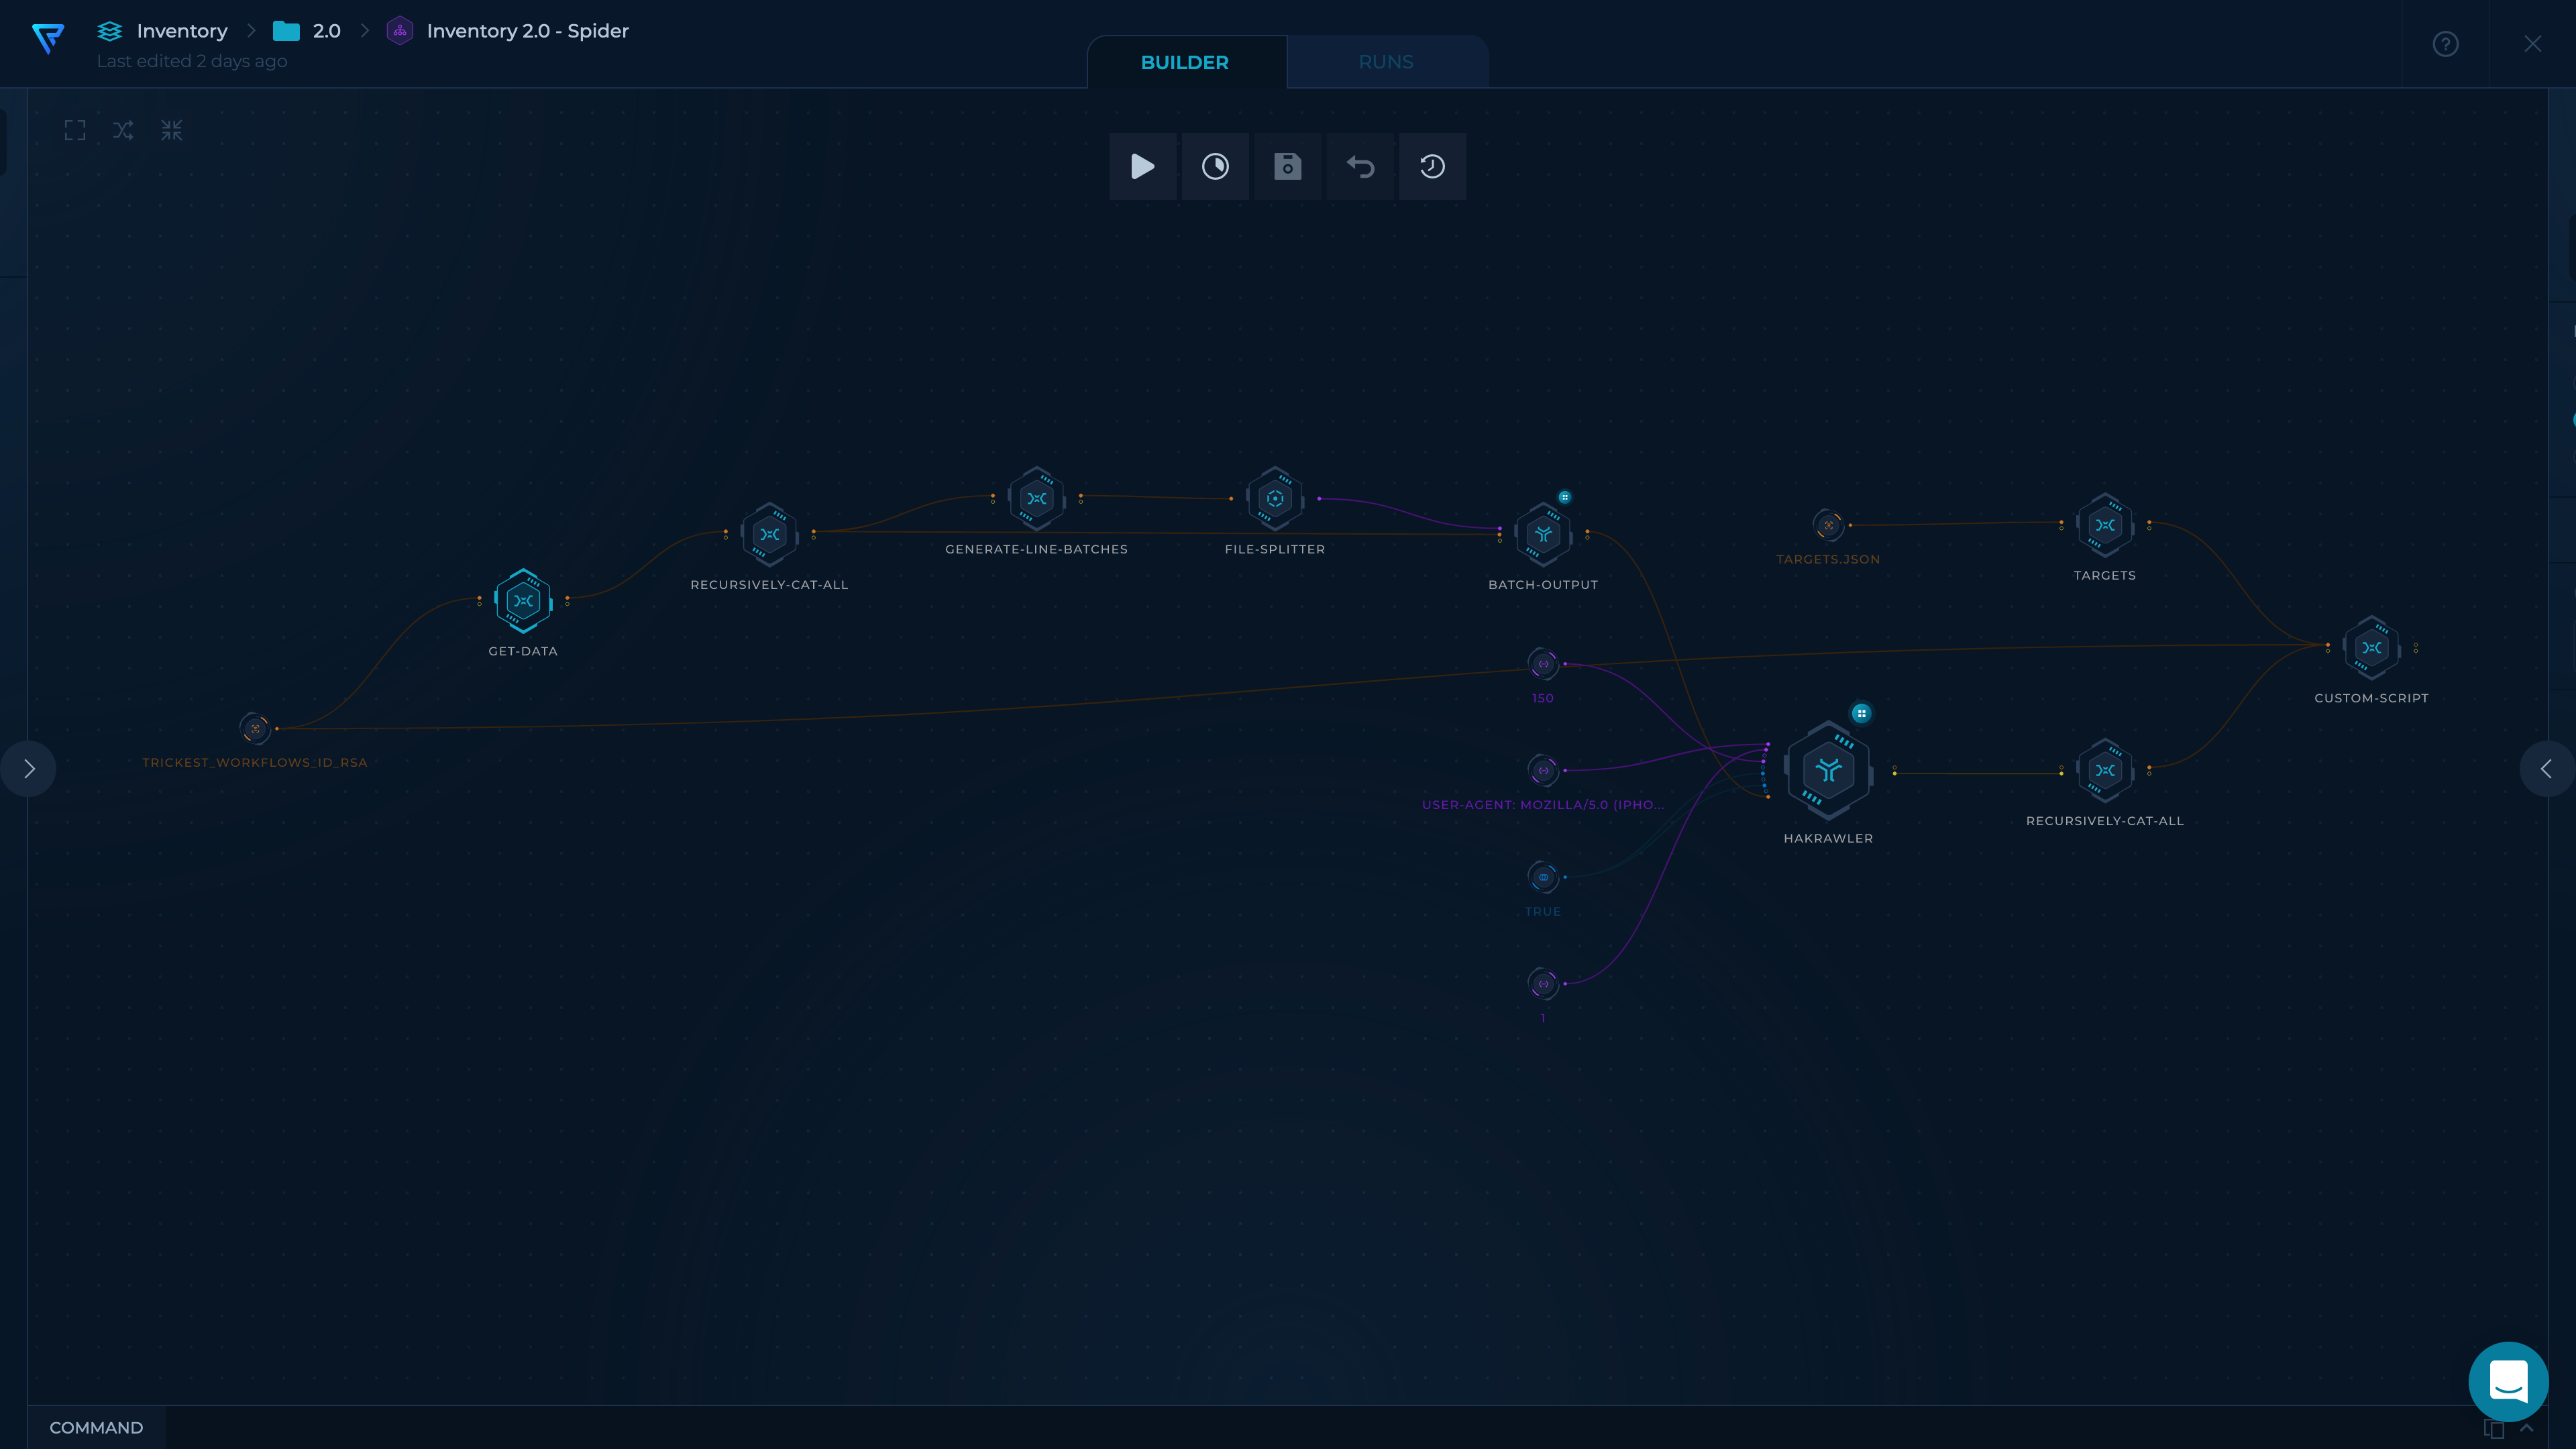 Inventory
2.0
Inventory 2.0 - Spider
Last edited 2 days ago
BUILDER
RUNS
GENERATE-LINE-BATCHES
FILE-SPLITTER
RECURSIVELY-CAT-ALL
BATCH-OUTPUT
TARGETS.JSON
TARGETS
GET-DATA
150
CUSTOM-SCRIPT
TRICKEST_WORKFLOWS_ID_RSA
USER-AGENT: MOZILLA/5.0 (IPHO...
HAKRAWLER
RECURSIVELY-CAT-ALL
TRUE
1
COMMAND